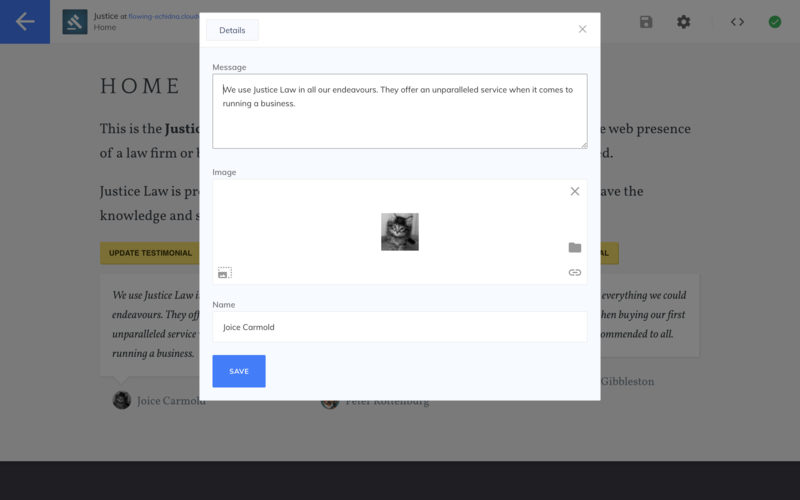 Justice at flowing-echidna.cloudv
Home
Details
HOME
Message
We use Justice Law in all our endeavours. They offer an unparalleled service when it comes to
running a business.
This is the Justic
e web presence
of a law firm or b
ed.
Justice Law is pr
ave the
knowledge and s
Image
UPDATE TESTIMONIAL
AL
We use Justice Law i
endeavours. They off
unparalleled service
running a business.
everything we could
hen buying our first
ommended to all.
Name
Joice Carmold
SAVE
Joice Carmold
Peter Rottenburg
Gibbleston